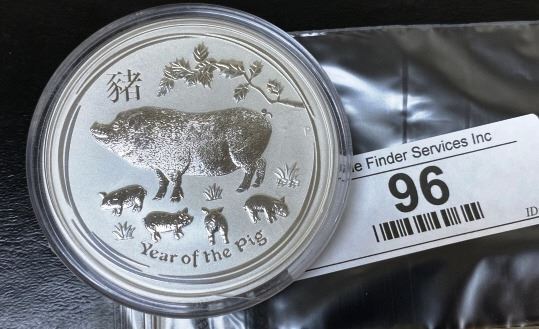 豬
P
Year of the Pig
Finder Services Inc
96
ID